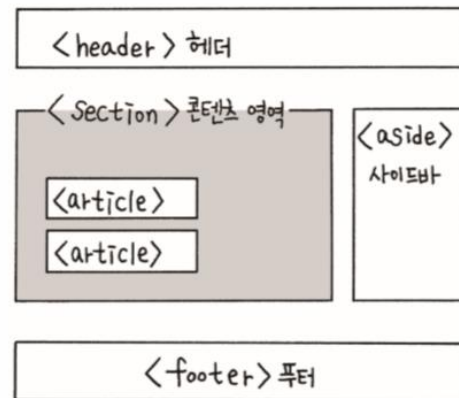 <header> 헤더
<section> 콘텐츠 영역
<article>
<article>
<aside>
사이드바
<footer> 푸터